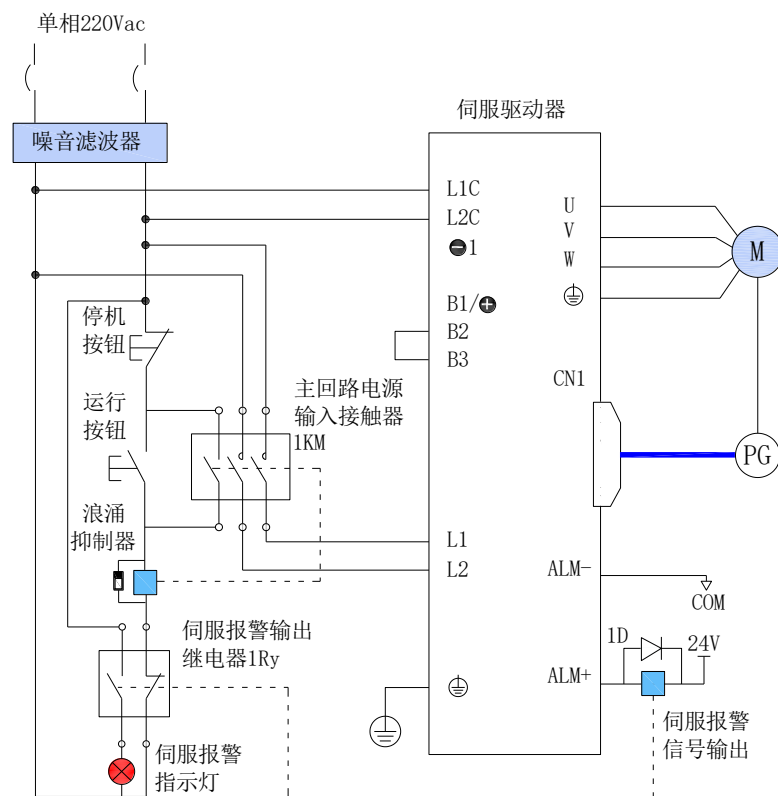 单相220Vac
噪音滤波器
伺服驱动器
L1C
L2C
1
B1/
B2
B3
U
V
W
M
CN1
PG
停机
按钮
运行
按钮
主回路电源
输入接触器
1KM
浪涌
抑制器
L1
L2
ALM-
COM
伺服报警输出
继电器1Ry
1D
24V
ALM+
伺服报警
信号输出
伺服报警
指示灯